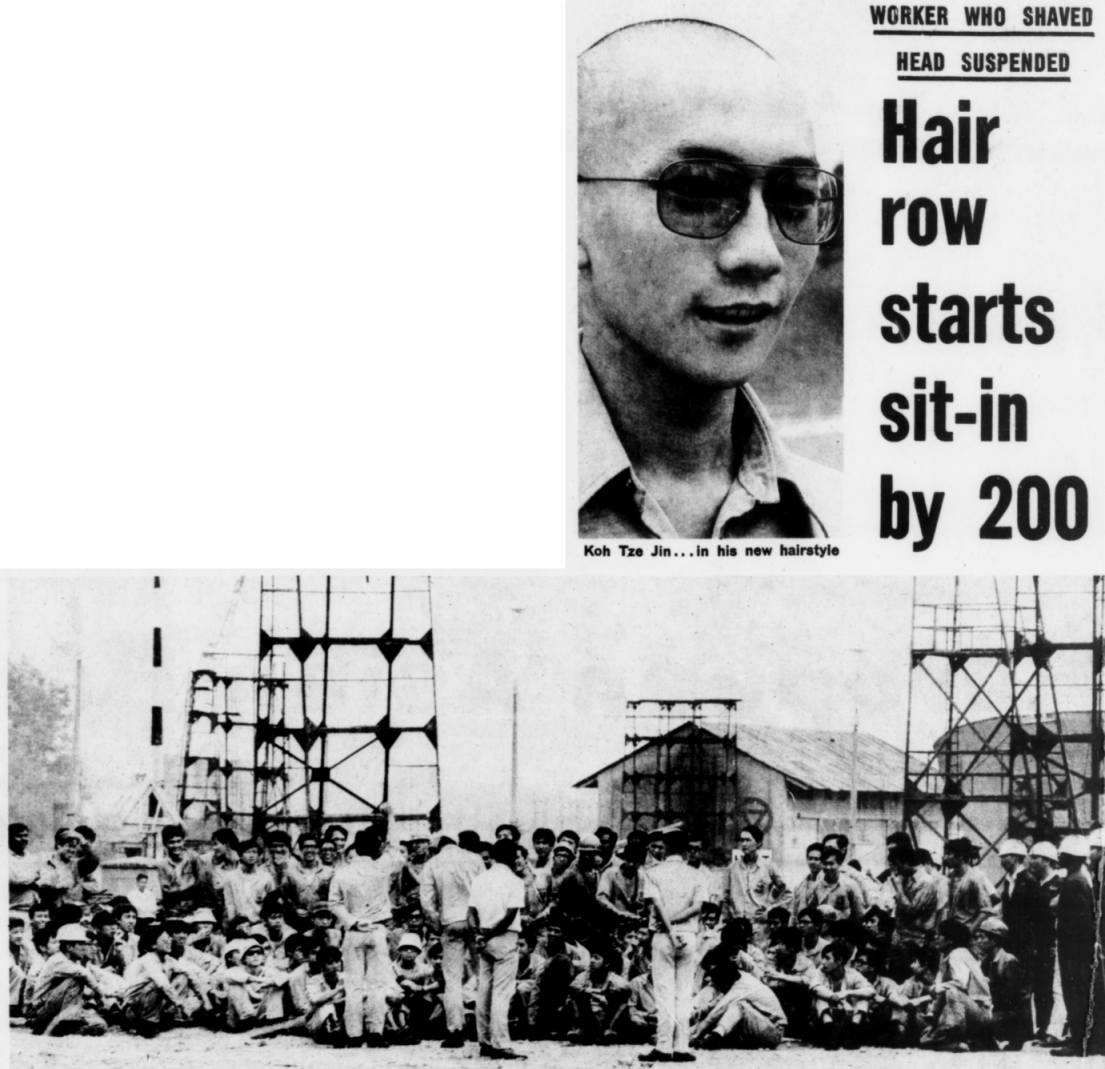 WORKER WHO SHAVED
HEAD SUSPENDED
Hair
row
starts
sit-in
by 200
Koh Tze Jin...in his new hairstyle